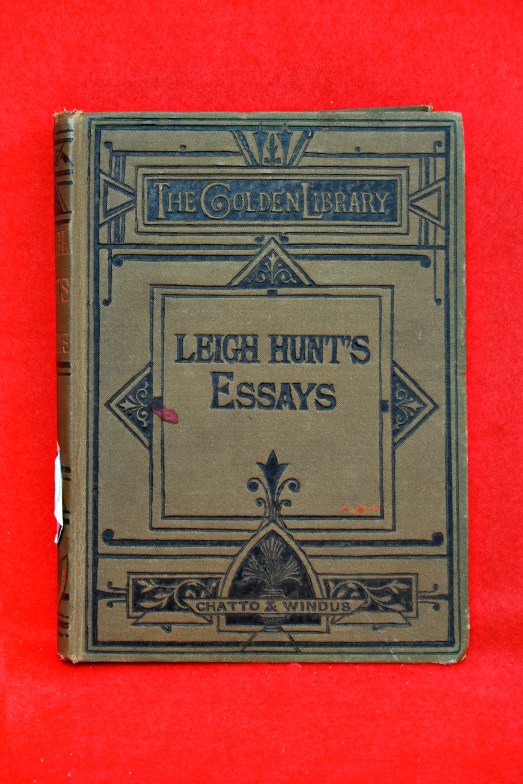 THE GOLDEN LIBRARY
LEIGH HUNT'S
ESSAYS
CHATTO & WINDUS